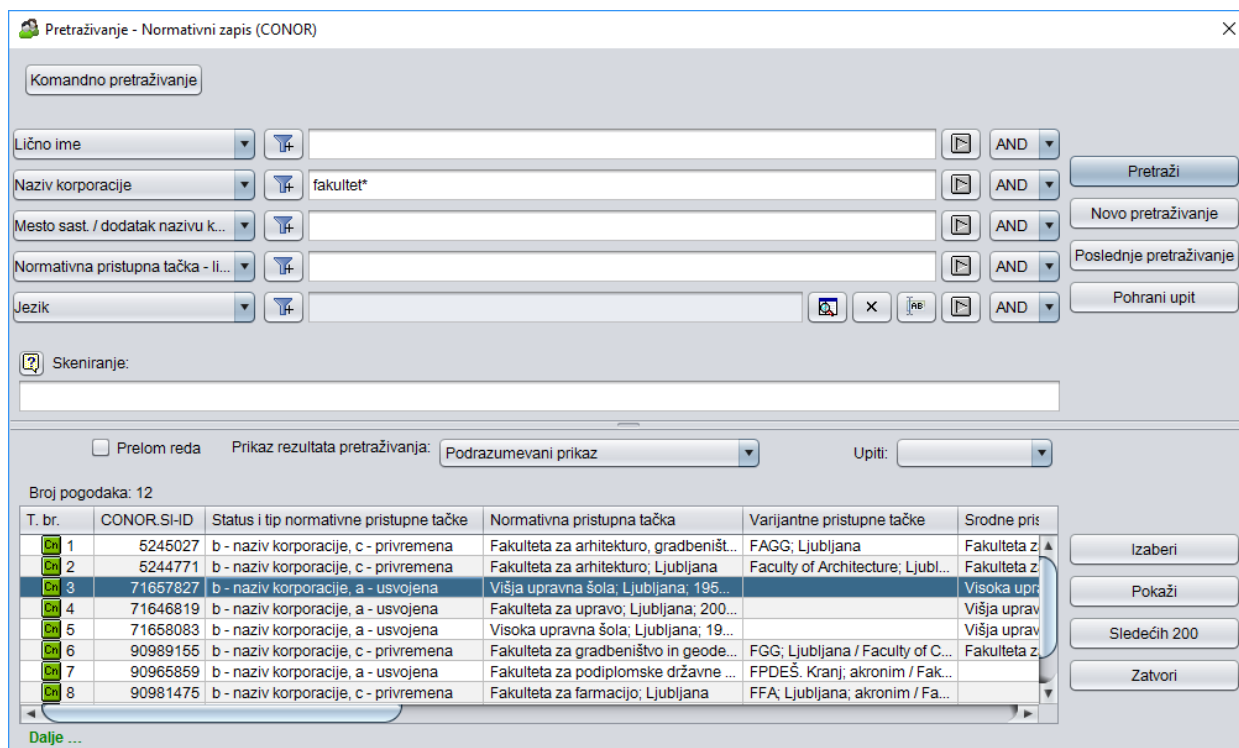 Pretraživanje - Normativni zapis (CONOR)
Komandno pretraživanje
Lično ime AND
Naziv korporacije fakultet* AND
Pretraži
Mesto sast. / dodatak nazivu k... AND
Novo pretraživanje
Normativna pristupna tačka - li... AND
Poslednje pretraživanje
Jezik AND
Pohrani upit
Skeniranje:
Prelom reda Prikaz rezultata pretraživanja: Podrazumevani prikaz Upiti:
Broj pogodaka: 12
T. br. CONOR.SI-ID Status i tip normativne pristupne tačke Normativna pristupna tačka Varijantne pristupne tačke Srodne pris
Cn 1 5245027 b - naziv korporacije, c - privremena Fakulteta za arhitekturo, gradbeništ... FAGG; Ljubljana Fakulteta z
Cn 2 5244771 b - naziv korporacije, c - privremena Fakulteta za arhitekturo; Ljubljana Faculty of Architecture; Ljubl... Fakulteta z
Cn 3 71657827 b - naziv korporacije, a - usvojena Višja upravna šola; Ljubljana; 195... Visoka upra
Cn 4 71646819 b - naziv korporacije, a - usvojena Fakulteta za upravo; Ljubljana; 200... Višja uprav
Cn 5 71658083 b - naziv korporacije, a - usvojena Visoka upravna šola; Ljubljana; 19... Višja uprav
Cn 6 90989155 b - naziv korporacije, c - privremena Fakulteta za gradbeništvo in geode... FGG; Ljubljana / Faculty of C... Fakulteta z
Cn 7 90965859 b - naziv korporacije, a - usvojena Fakulteta za podiplomske državne ... FPDEŠ. Kranj; akronim / Fak...
Cn 8 90981475 b - naziv korporacije, c - privremena Fakulteta za farmacijo; Ljubljana FFA; Ljubljana; akronim / Fa...
Izaberi
Pokaži
Sledećih 200
Zatvori
Dalje ...